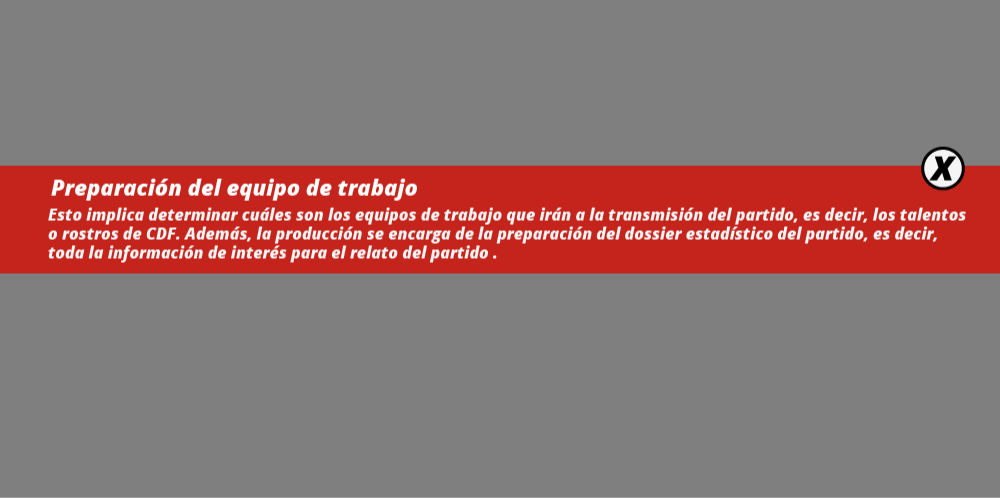 X
Preparación del equipo de trabajo
Esto implica determinar cuáles son los equipos de trabajo que irán a la transmisión del partido, es decir, los talentos
o rostros de CDF. Además, la producción se encarga de la preparación del dossier estadístico del partido, es decir,
toda la información de interés para el relato del partido .